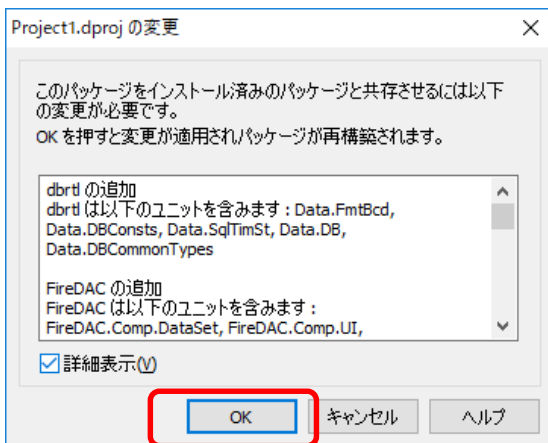 Project1.dproj の変更
このパッケージをインストール済みのパッケージと共存させるには以下
の変更が必要です。
OK を押すと変更が適用されパッケージが再構築されます。
dbrtl の追加
dbrtl は以下のユニットを含みます : Data.FmtBcd,
Data.DBConsts, Data.SqlTimSt, Data.DB,
Data.DBCommonTypes
FireDAC の追加
FireDAC は以下のユニットを含みます :
FireDAC.Comp.DataSet, FireDAC.Comp.UI,
詳細表示(V)
OK キャンセル ヘルプ